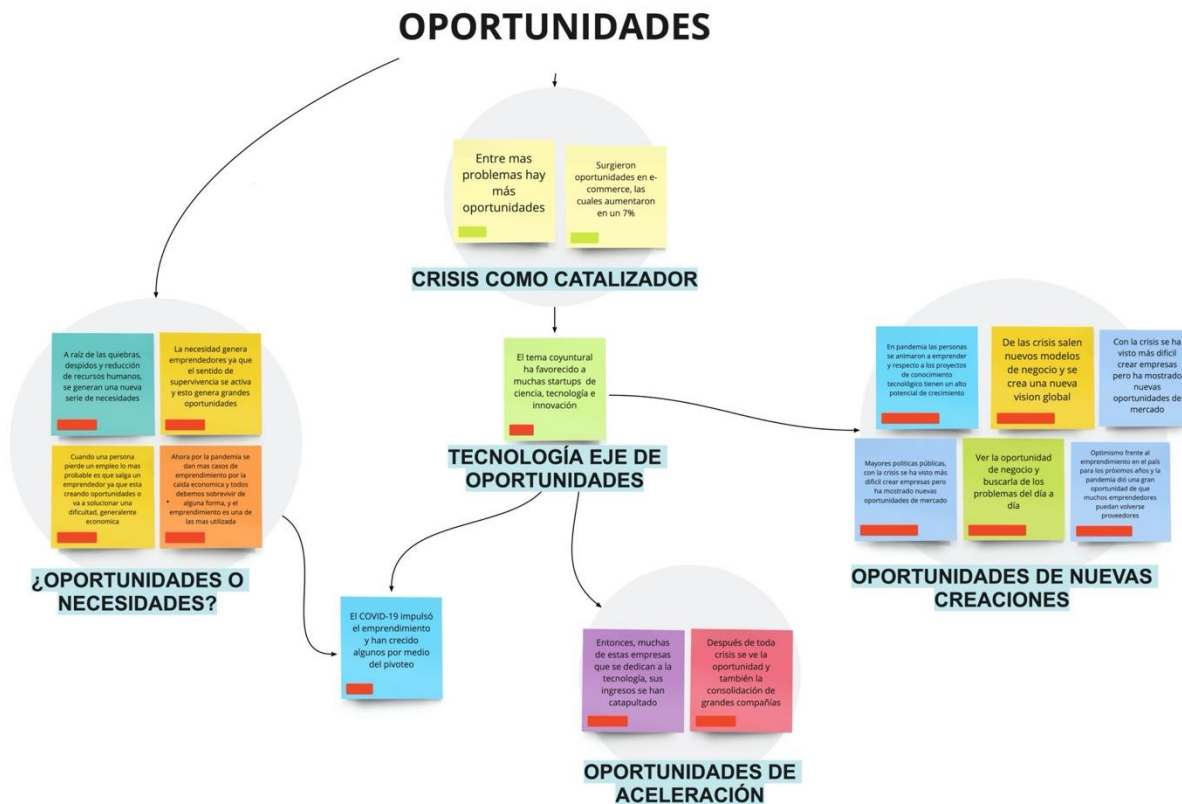 OPORTUNIDADES
Entre mas
problemas hay
más
oportunidades
Surgieron
oportunidades en e-
commerce, las
cuales aumentaron
en un 7%
CRISIS COMO CATALIZADOR
A raíz de las quiebras,
despidos y reducción
de recursos humanos,
se generan una nueva
serie de necesidades
La necesidad genera
emprendedores ya que
el sentido de
supervivencia se activa
y esto genera grandes
oportunidades
Cuando una persona
pierde un empleo lo mas
probable es que salga un
emprendedor ya que esta
creando oportunidades o
va a solucionar una
dificultad, generalente
economica
Ahora por la pandemia se
dan mas casos de
emprendimiento por la
caida economica y todos
debemos sobrevivir de
alguna forma, y el
emprendimiento es una de
las mas utilizada
¿OPORTUNIDADES O
NECESIDADES?
El tema coyuntural
ha favorecido a
muchas startups de
ciencia, tecnología e
innovación
TECNOLOGÍA EJE DE
OPORTUNIDADES
En pandemia las personas
se animaron a emprender
y respecto a los proyectos
de conocimiento
tecnológico tienen un alto
potencial de crecimiento
De las crisis salen
nuevos modelos
de negocio y se
crea una nueva
vision global
Con la crisis se ha
visto más dificil
crear empresas
pero ha mostrado
nuevas
oportunidades de
mercado
Mayores politicas públicas,
con la crisis se ha visto más
dificil crear empresas pero
ha mostrado nuevas
oportunidades de mercado
Ver la oportunidad
de negocio y
buscarla de los
problemas del día a
día
Optimismo frente al
emprendimiento en el país
para los próximos años y la
pandemia dió una gran
oportunidad de que
muchos emprendedores
puedan volverse
proveedores
OPORTUNIDADES DE NUEVAS
CREACIONES
El COVID-19 impulsó
el emprendimiento
y han crecido
algunos por medio
del pivoteo
Entonces, muchas
de estas empresas
que se dedican a la
tecnología, sus
ingresos se han
catapultado
Después de toda
crisis se ve la
oportunidad y
también la
consolidación de
grandes compañías
OPORTUNIDADES DE
ACELERACIÓN